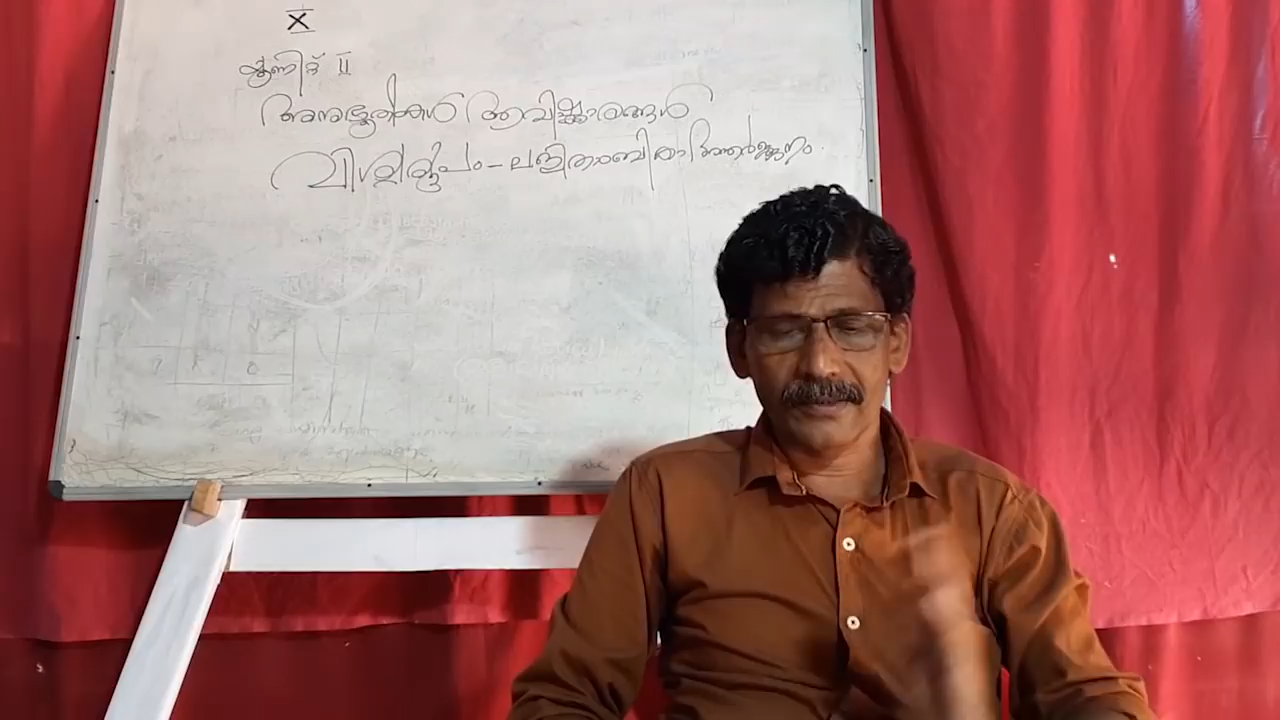 X
യൂണിറ്റ് II
അനുഭൂതികൾ ആവിഷ്ക്കാരങ്ങൾ
വിശ്വരൂപം - ലളിതാംബികാ അന്തർജ്ജനം.